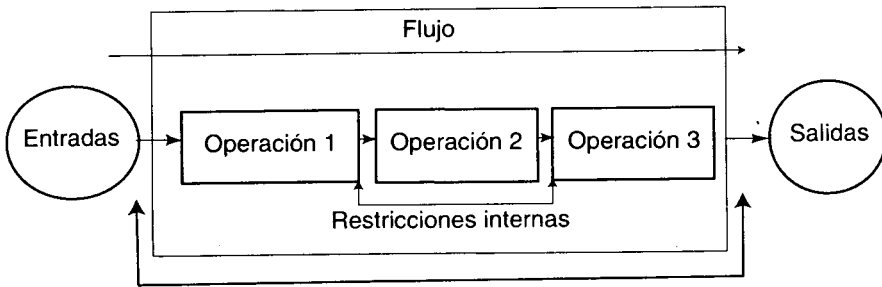 Flujo
Entradas
Operación 1
Operación 2
Operación 3
Salidas
Restricciones internas